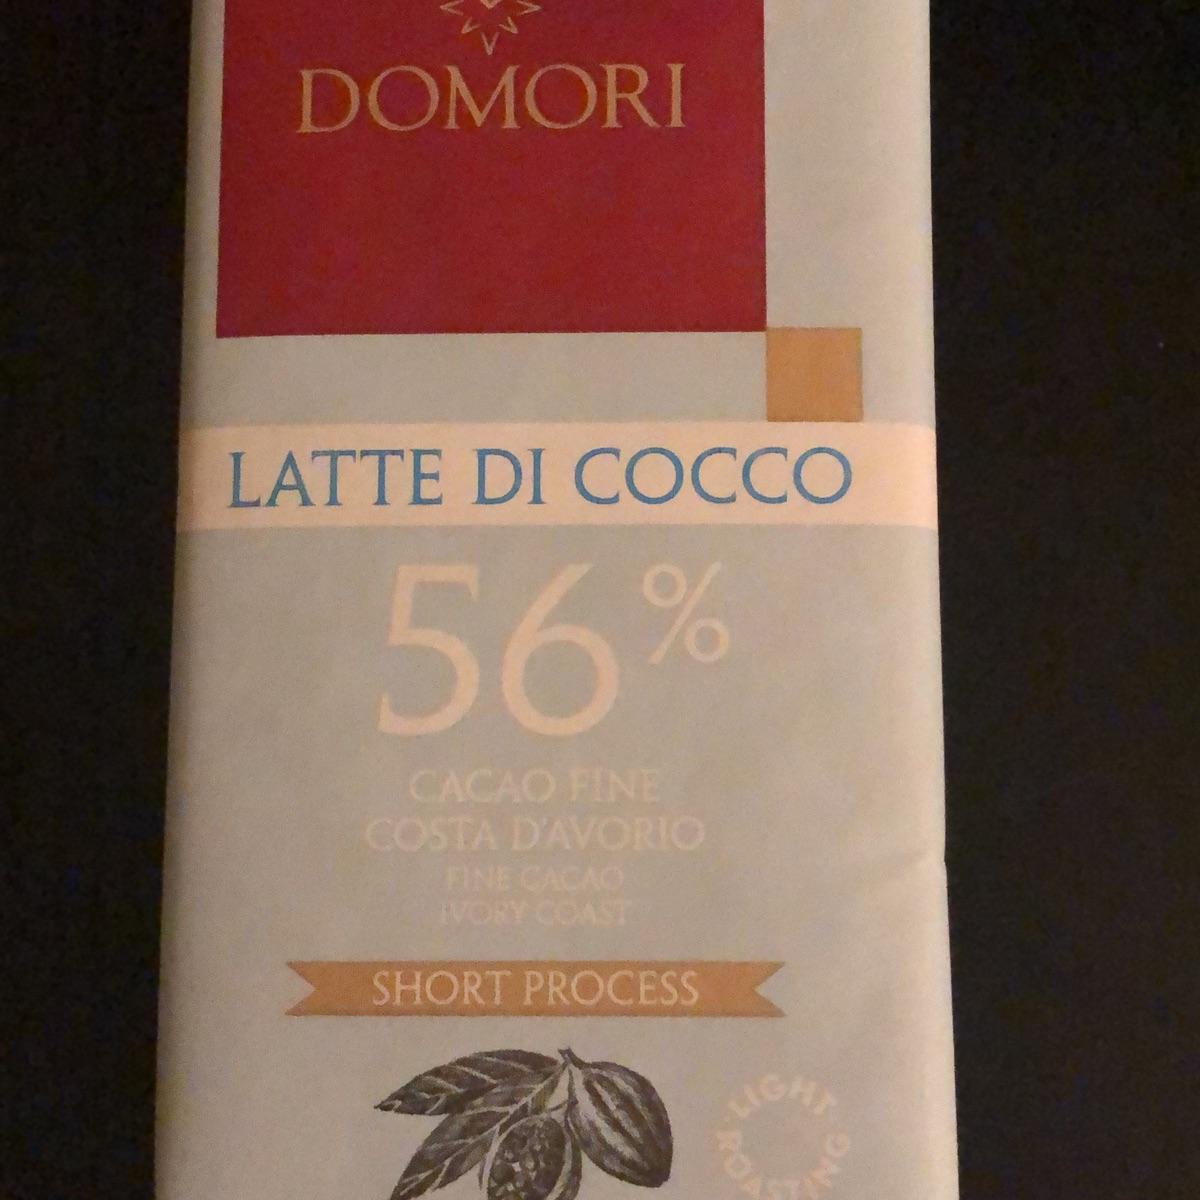 DOMORI
LATTE DI COCCO
56%
CACAO FINE
COSTA D'AVORIO
FINE CACAO
IVORY COAST
SHORT PROCESS
LIGHT
ROASTING